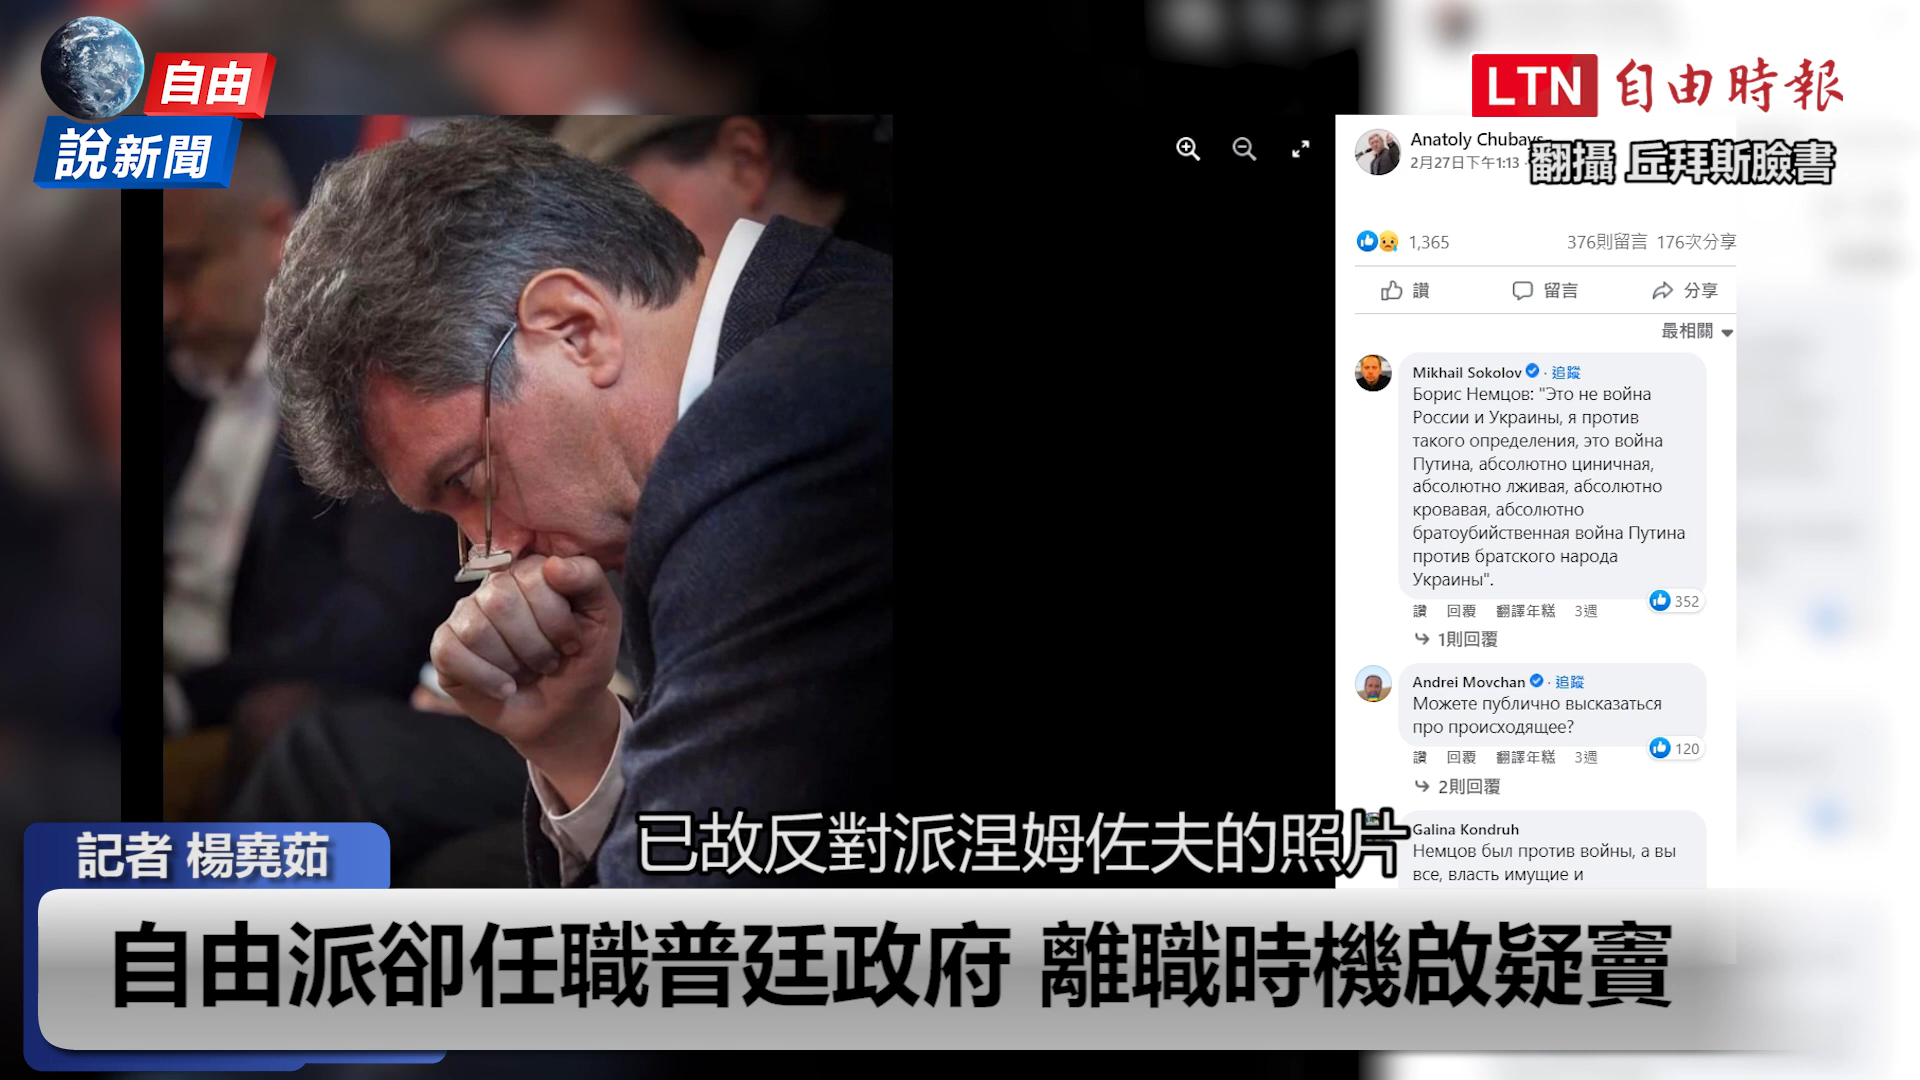 自由
說新聞
LTN 自由時報
Anatoly Chubays
翻攝 丘拜斯臉書
2月27日下午1:13
1,365
376則留言 176次分享
讚 留言 分享
最相關
Mikhail Sokolov · 追蹤
Борис Немцов: "Это не война
России и Украины, я против
такого определения, это война
Путина, абсолютно циничная,
абсолютно лживая, абсолютно
кровавая, абсолютно
братоубийственная война Путина
против братского народа
Украины".
352
讚 回覆 翻譯年糕 3週
1則回覆
Andrei Movchan · 追蹤
Можете публично высказаться
про происходящее?
120
讚 回覆 翻譯年糕 3週
2則回覆
Galina Kondruh
Немцов был против войны, а вы
все, власть имущие и
已故反對派涅姆佐夫的照片
記者 楊堯茹
自由派卻任職普廷政府 離職時機啟疑竇